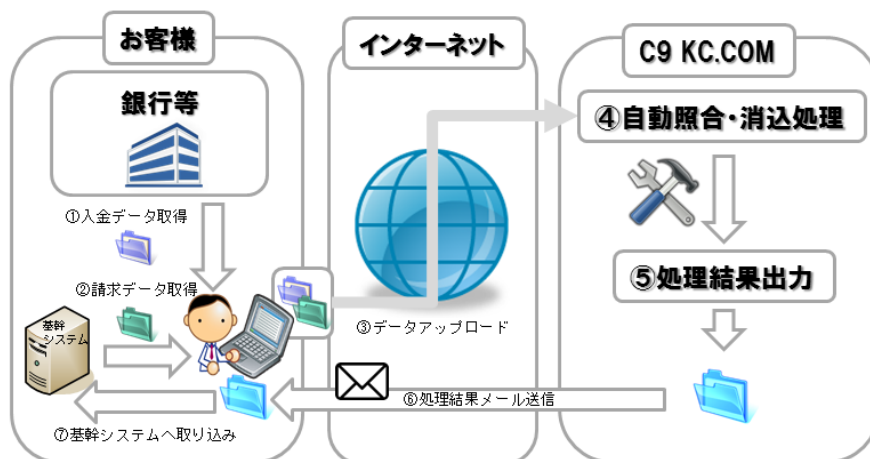 お客様
インターネット
C9 KC.COM
銀行等
④自動照合・消込処理
①入金データ取得
②請求データ取得
⑤処理結果出力
基幹
システム
③データアップロード
⑥処理結果メール送信
⑦基幹システムへ取り込み